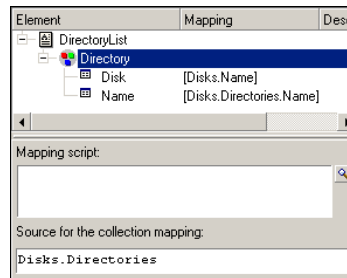 Element Mapping Des
DirectoryList
Directory
Disk [Disks.Name]
Name [Disks.Directories.Name]
Mapping script:
Source for the collection mapping:
Disks.Directories